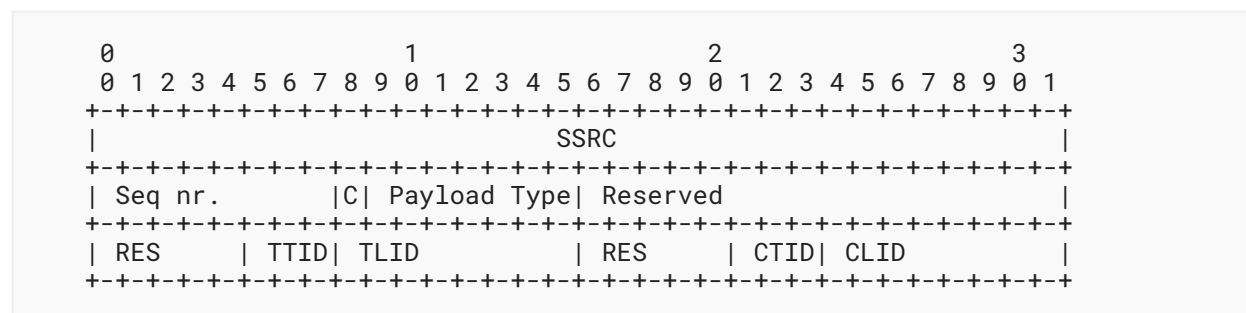 0                   1                   2                   3
 0 1 2 3 4 5 6 7 8 9 0 1 2 3 4 5 6 7 8 9 0 1 2 3 4 5 6 7 8 9 0 1
+-+-+-+-+-+-+-+-+-+-+-+-+-+-+-+-+-+-+-+-+-+-+-+-+-+-+-+-+-+-+-+-+
|                              SSRC                             |
+-+-+-+-+-+-+-+-+-+-+-+-+-+-+-+-+-+-+-+-+-+-+-+-+-+-+-+-+-+-+-+-+
| Seq nr.       |C| Payload Type| Reserved                      |
+-+-+-+-+-+-+-+-+-+-+-+-+-+-+-+-+-+-+-+-+-+-+-+-+-+-+-+-+-+-+-+-+
| RES     | TTID| TLID          | RES     | CTID| CLID          |
+-+-+-+-+-+-+-+-+-+-+-+-+-+-+-+-+-+-+-+-+-+-+-+-+-+-+-+-+-+-+-+-+